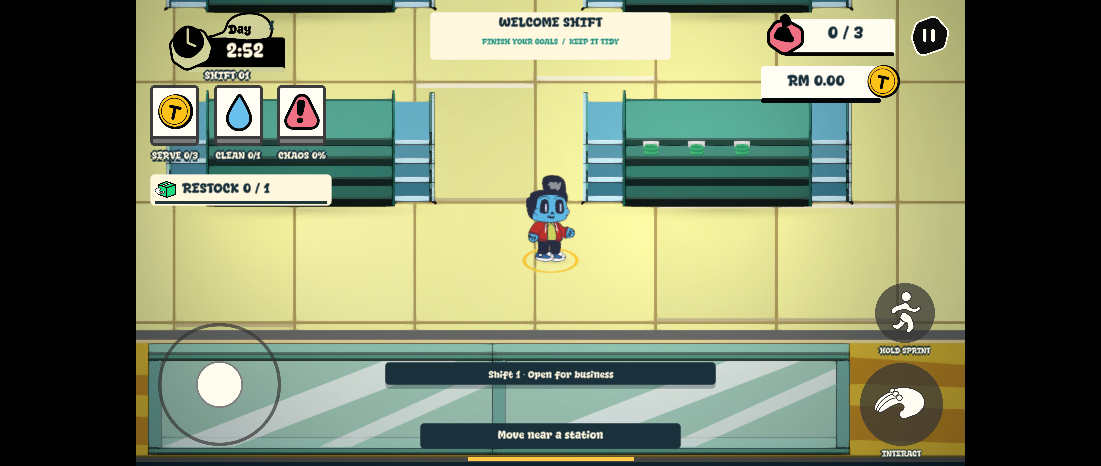 Day
2:52
SHIFT 01
WELCOME SHIFT
FINISH YOUR GOALS / KEEP IT TIDY
0 / 3
RM 0.00
T
T
SERVE 0/3
CLEAN 0/1
CHAOS 0%
RESTOCK 0 / 1
HOLD SPRINT
Shift 1 - Open for business
Move near a station
INTERACT